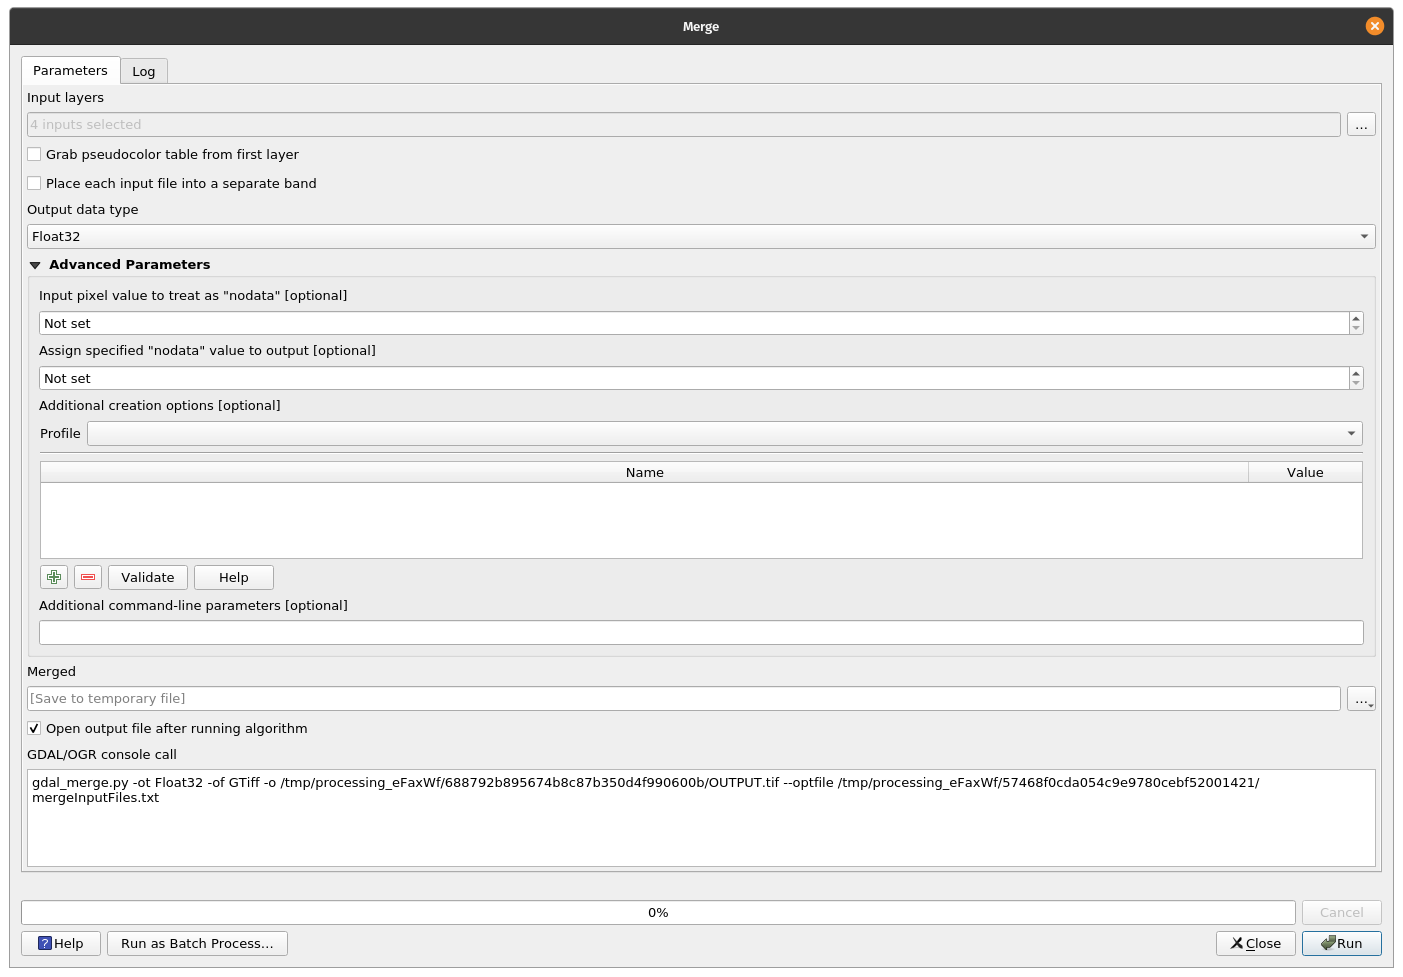 Merge
Parameters Log
Input layers
4 inputs selected …
Grab pseudocolor table from first layer
Place each input file into a separate band
Output data type
Float32
Advanced Parameters
Input pixel value to treat as "nodata" [optional]
Not set
Assign specified "nodata" value to output [optional]
Not set
Additional creation options [optional]
Profile
Name Value
Validate Help
Additional command-line parameters [optional]
Merged
[Save to temporary file] …
Open output file after running algorithm
GDAL/OGR console call
gdal_merge.py -ot Float32 -of GTiff -o /tmp/processing_eFaxWf/688792b895674b8c87b350d4f990600b/OUTPUT.tif --optfile /tmp/processing_eFaxWf/57468f0cda054c9e9780cebf52001421/
mergeInputFiles.txt
0% Cancel
Help Run as Batch Process… Close Run